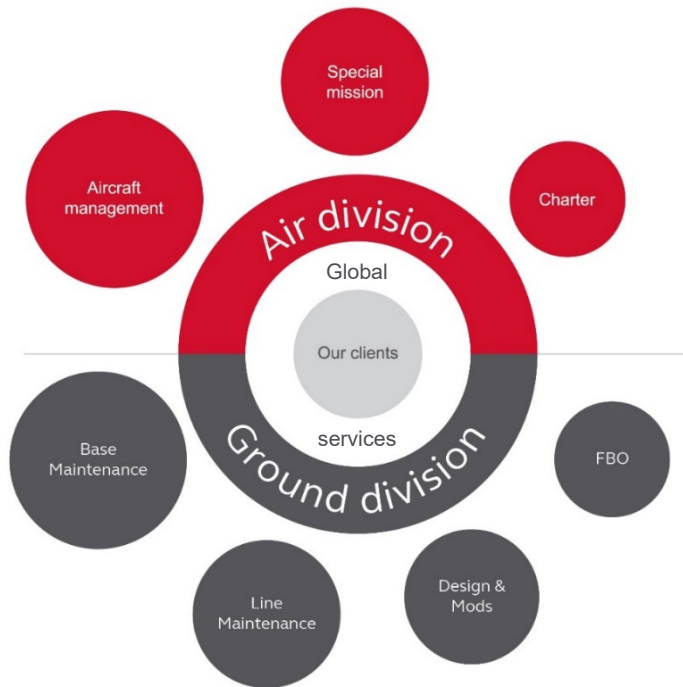 Special
mission
Aircraft
management
Charter
Air division
Global
Our clients
services
Ground division
Base
Maintenance
FBO
Line
Maintenance
Design &
Mods